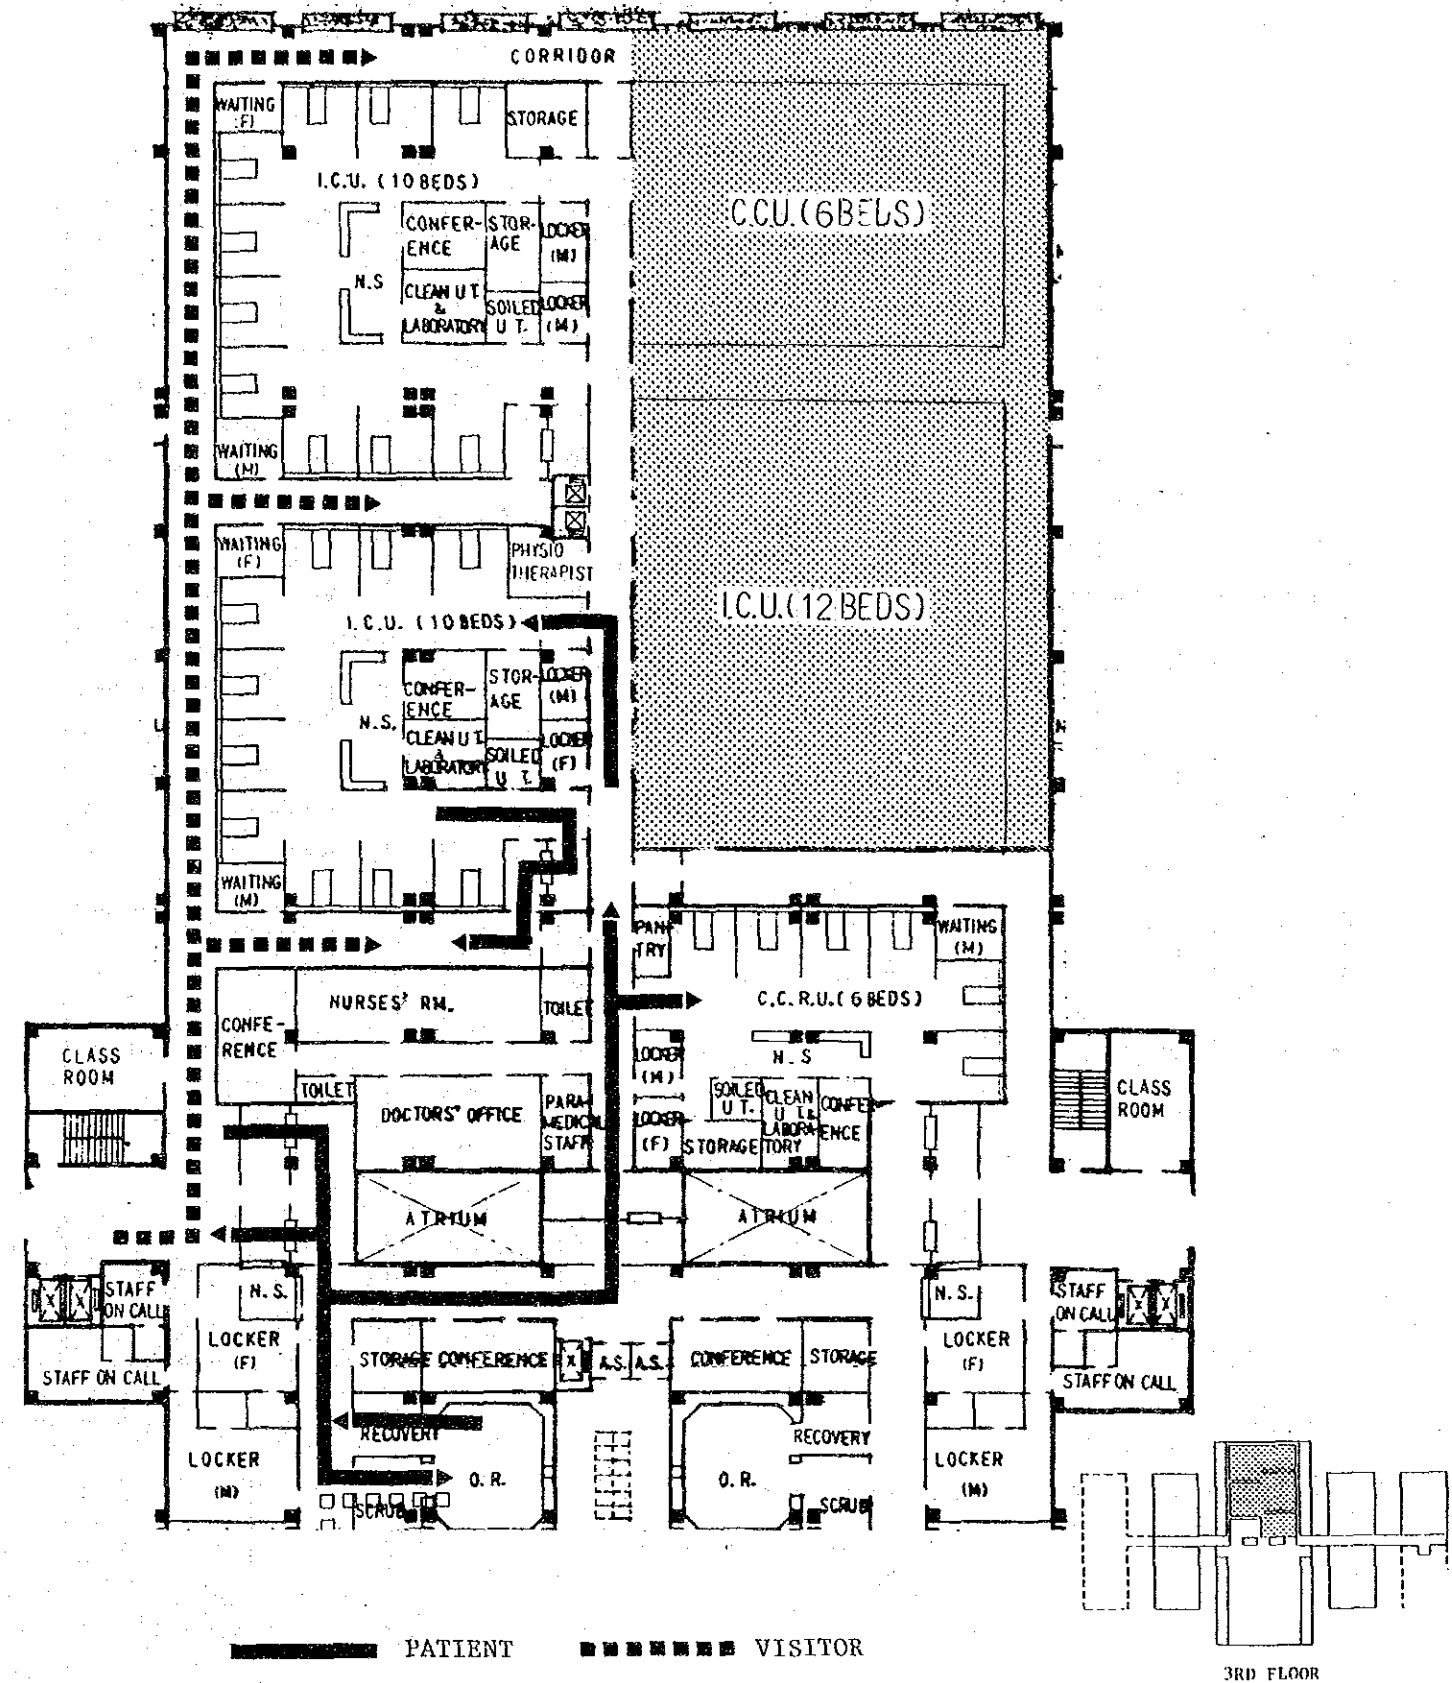 CORRIDOR
WAITING
(F)
STORAGE
I.C.U. (10 BEDS)
C.C.U. (6 BELS)
CONFER-
ENCE
STOR-
AGE
LOCKER
(M)
N.S
CLEAN U T.
&
LABORATORY
SOILED
U T.
LOCKER
(M)
WAITING
(M)
WAITING
(F)
PHYSIO
THERAPIST
I.C.U. (10 BEDS)
I.C.U. (12 BEDS)
CONFER-
ENCE
STOR-
AGE
LOCKER
(M)
N.S.
CLEAN U T.
&
LABORATORY
SOILED
U T.
LOCKER
(F)
WAITING
(M)
PAN-
TRY
WAITING
(M)
NURSES' RM.
TOILET
C.C.R.U. (6 BEDS)
CONFE-
RENCE
CLASS
ROOM
TOILET
DOCTORS' OFFICE
PARA-
MEDICAL
STAFF
LOCKER
(M)
N.S
SOILED
U T.
CLEAN
U T.&
LABORA-
TORY
CONFE-
ENCE
LOCKER
(F)
STORAGE
CLASS
ROOM
ATRIUM
ATRIUM
STAFF
ON CALL
N.S.
N.S.
STAFF
ON CALL
LOCKER
(F)
STORAGE
CONFERENCE
A.S.
A.S.
CONFERENCE
STORAGE
LOCKER
(F)
STAFF ON CALL
STAFF ON CALL
RECOVERY
RECOVERY
LOCKER
(M)
O.R.
O.R.
LOCKER
(M)
SCRUB
SCRUB
PATIENT
VISITOR
3RD FLOOR